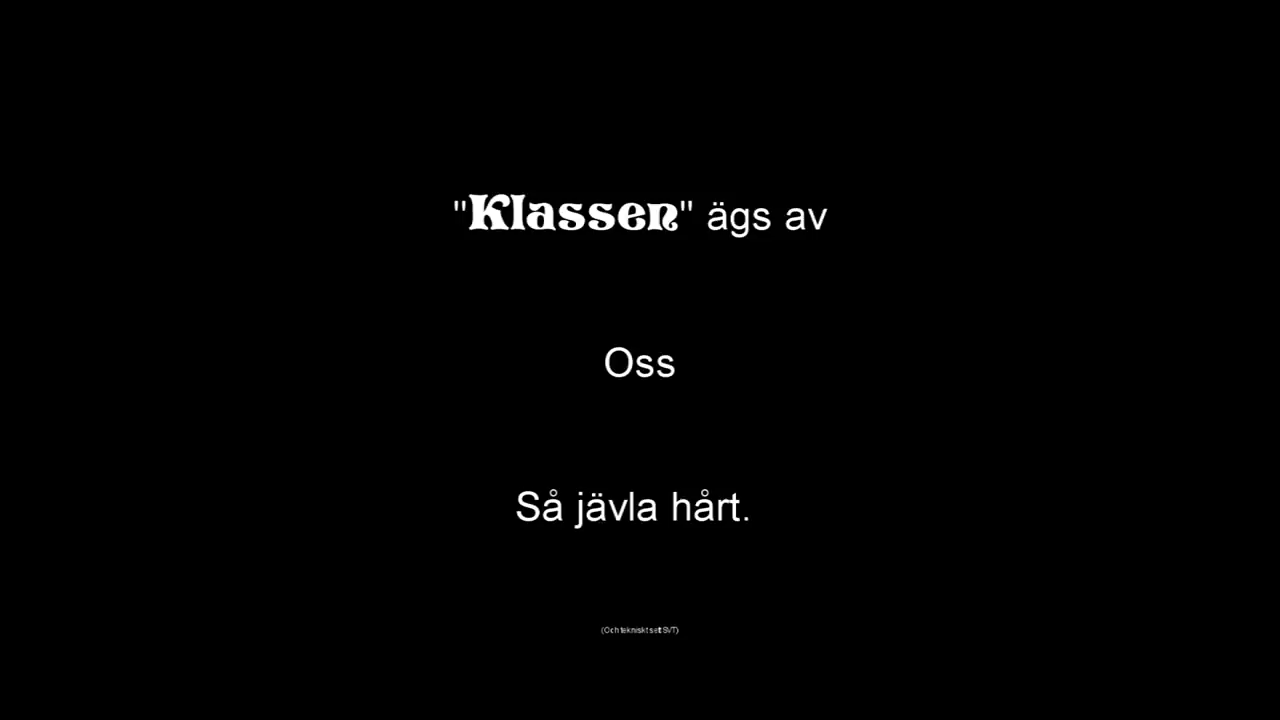 "Klassen" ägs av
Oss
Så jävla hårt.
(Och tekniskt sett SVT)